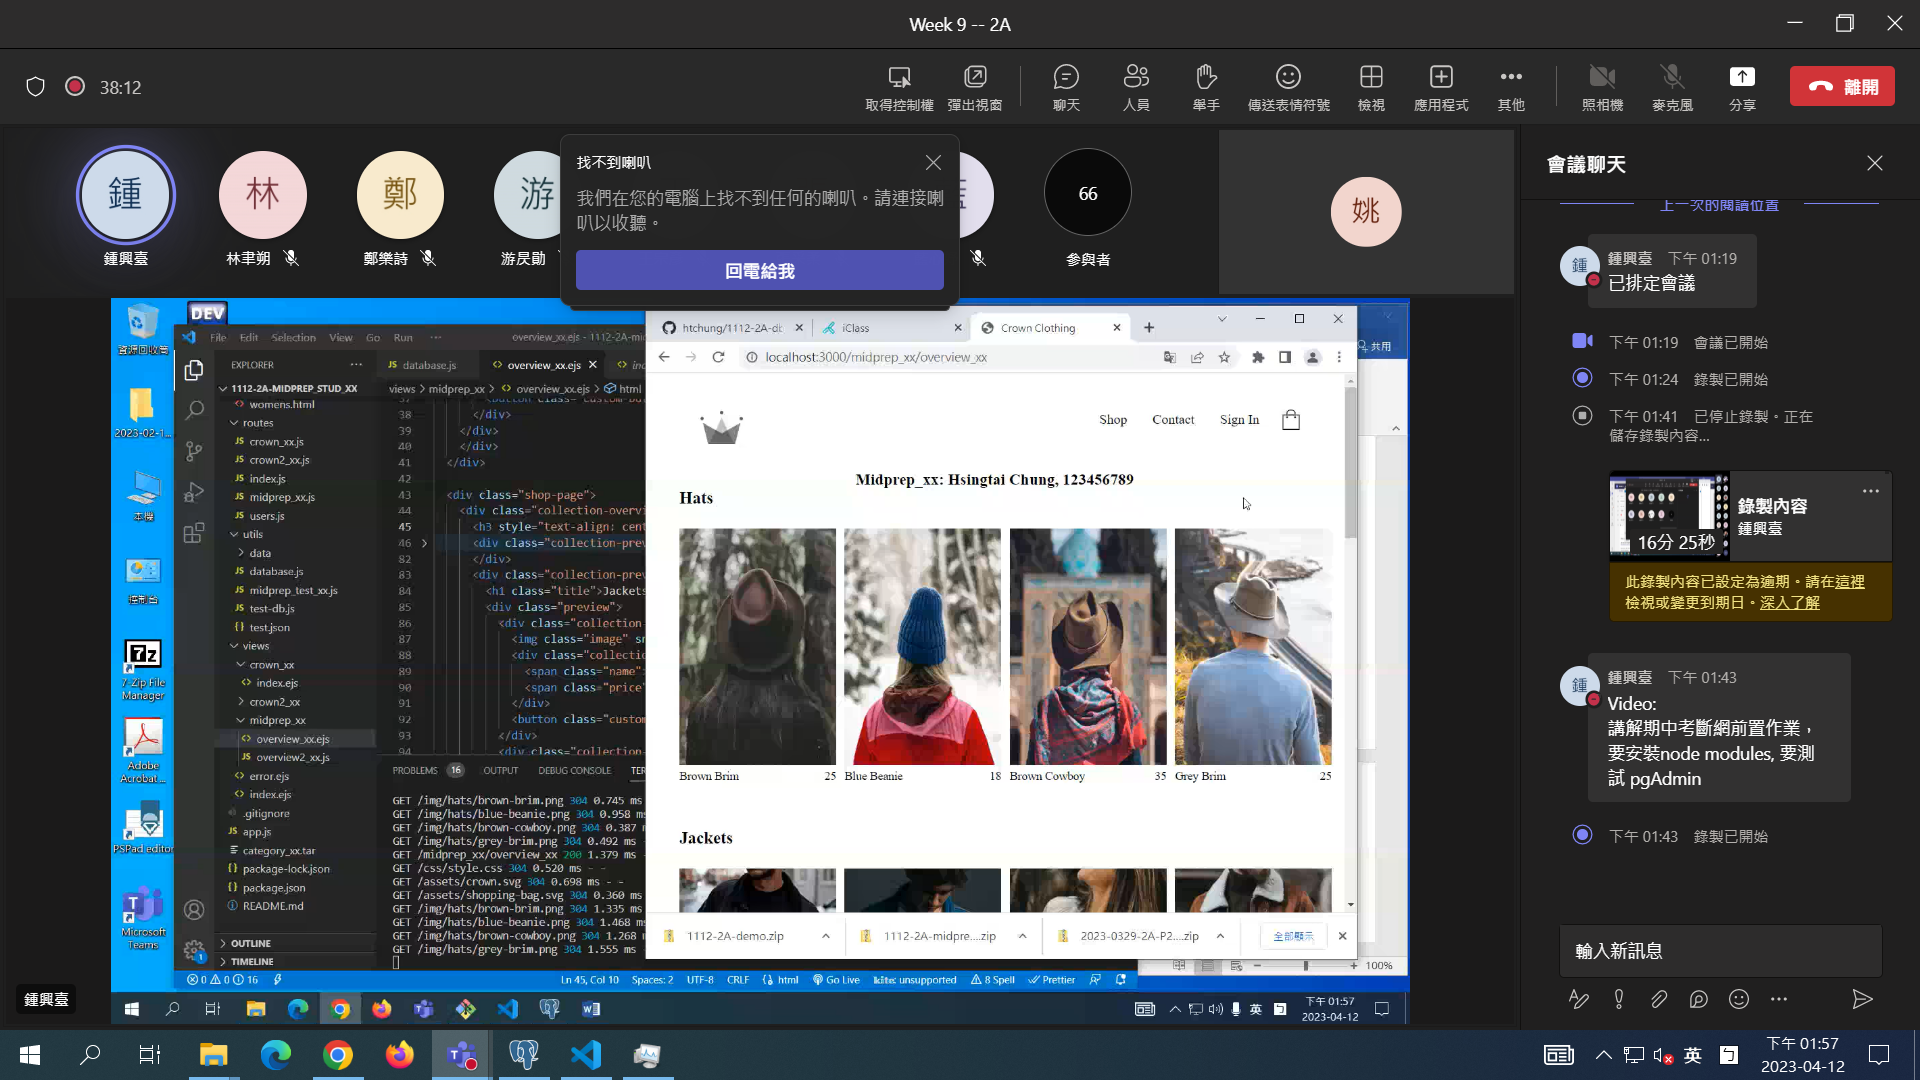 Week 9 -- 2A
38:12
取得控制權
彈出視窗
聊天
人員
舉手
傳送表情符號
檢視
應用程式
其他
照相機
麥克風
分享
離開
鍾
林
鄭
游
66
姚
鍾興臺
林聿朔
鄭樂詩
參與者
找不到喇叭
我們在您的電腦上找不到任何的喇叭。請連接喇
叭以收聽。
回電給我
會議聊天
上一次的閱讀位置
鍾
鍾興臺 下午 01:19
已排定會議
下午 01:19 會議已開始
下午 01:24 錄製已開始
下午 01:41 已停止錄製。正在
儲存錄製內容...
錄製內容
鍾興臺
16分 25秒
此錄製內容已設定為逾期。請在這裡
檢視或變更到期日。深入了解
鍾
鍾興臺 下午 01:43
Video:
講解期中考斷網前置作業，
要安裝node modules, 要測
試 pgAdmin
下午 01:43 錄製已開始
輸入新訊息
DEV
資源回收筒
2023-02-1...
本機
控制台
7-Zip File
Manager
Adobe
Acrobat...
PSPad editor
Microsoft
Teams
File Edit Selection View Go Run ···
overview_xx.ejs - 1112-2A-mi
EXPLORER
1112-2A-MIDPREP_STUD_XX
womens.html
routes
crown_xx.js
crown2_xx.js
index.js
midprep_xx.js
users.js
utils
data
database.js
midprep_test_xx.js
test-db.js
test.json
views
crown_xx
index.ejs
crown2_xx
midprep_xx
overview_xx.ejs
overview2_xx.js
error.ejs
index.ejs
.gitignore
app.js
category_xx.tar
package-lock.json
package.json
README.md
OUTLINE
TIMELINE
database.js
overview_xx.ejs
views > midprep_xx > overview_xx.ejs > html
38 </div>
39 </div>
40 </div>
41 </div>
42
43 <div class="shop-page">
44 <div class="collection-overv
45 <h3 style="text-align: cent
46 <div class="collection-prev
82 </div>
83 <div class="collection-prev
84 <h1 class="title">Jackets
85 <div class="preview">
86 <div class="collection-
87 <img class="image" sr
88 <div class="collectio
89 <span class="name">
90 <span class="price"
91 </div>
92 <button class="custom
93 </div>
94 <div class="collection-
PROBLEMS 16 OUTPUT DEBUG CONSOLE TER
GET /img/hats/brown-brim.png 304 0.745 ms
GET /img/hats/blue-beanie.png 304 0.958 m
GET /img/hats/brown-cowboy.png 304 0.387
GET /img/hats/grey-brim.png 304 0.492 ms
GET /midprep_xx/overview_xx 200 1.379 ms -
GET /css/style.css 304 0.520 ms - -
GET /assets/crown.svg 304 0.698 ms - -
GET /assets/shopping-bag.svg 304 0.360 ms
GET /img/hats/brown-brim.png 304 1.335 ms
GET /img/hats/blue-beanie.png 304 1.468 m
GET /img/hats/brown-cowboy.png 304 1.268
GET /img/hats/grey-brim.png 304 1.555 ms
0 0 16
Ln 45, Col 10 Spaces: 2 UTF-8 CRLF html Go Live kite: unsupported 8 Spell Prettier
htchung/1112-2A-di
iClass
Crown Clothing
localhost:3000/midprep_xx/overview_xx
Shop Contact Sign In
Midprep_xx: Hsingtai Chung, 123456789
Hats
Brown Brim 25
Blue Beanie 18
Brown Cowboy 35
Grey Brim 25
Jackets
1112-2A-demo.zip
1112-2A-midpre....zip
2023-0329-2A-P2....zip
全部顯示
共用
100%
英
下午 01:57
2023-04-12
鍾興臺
英
下午 01:57
2023-04-12